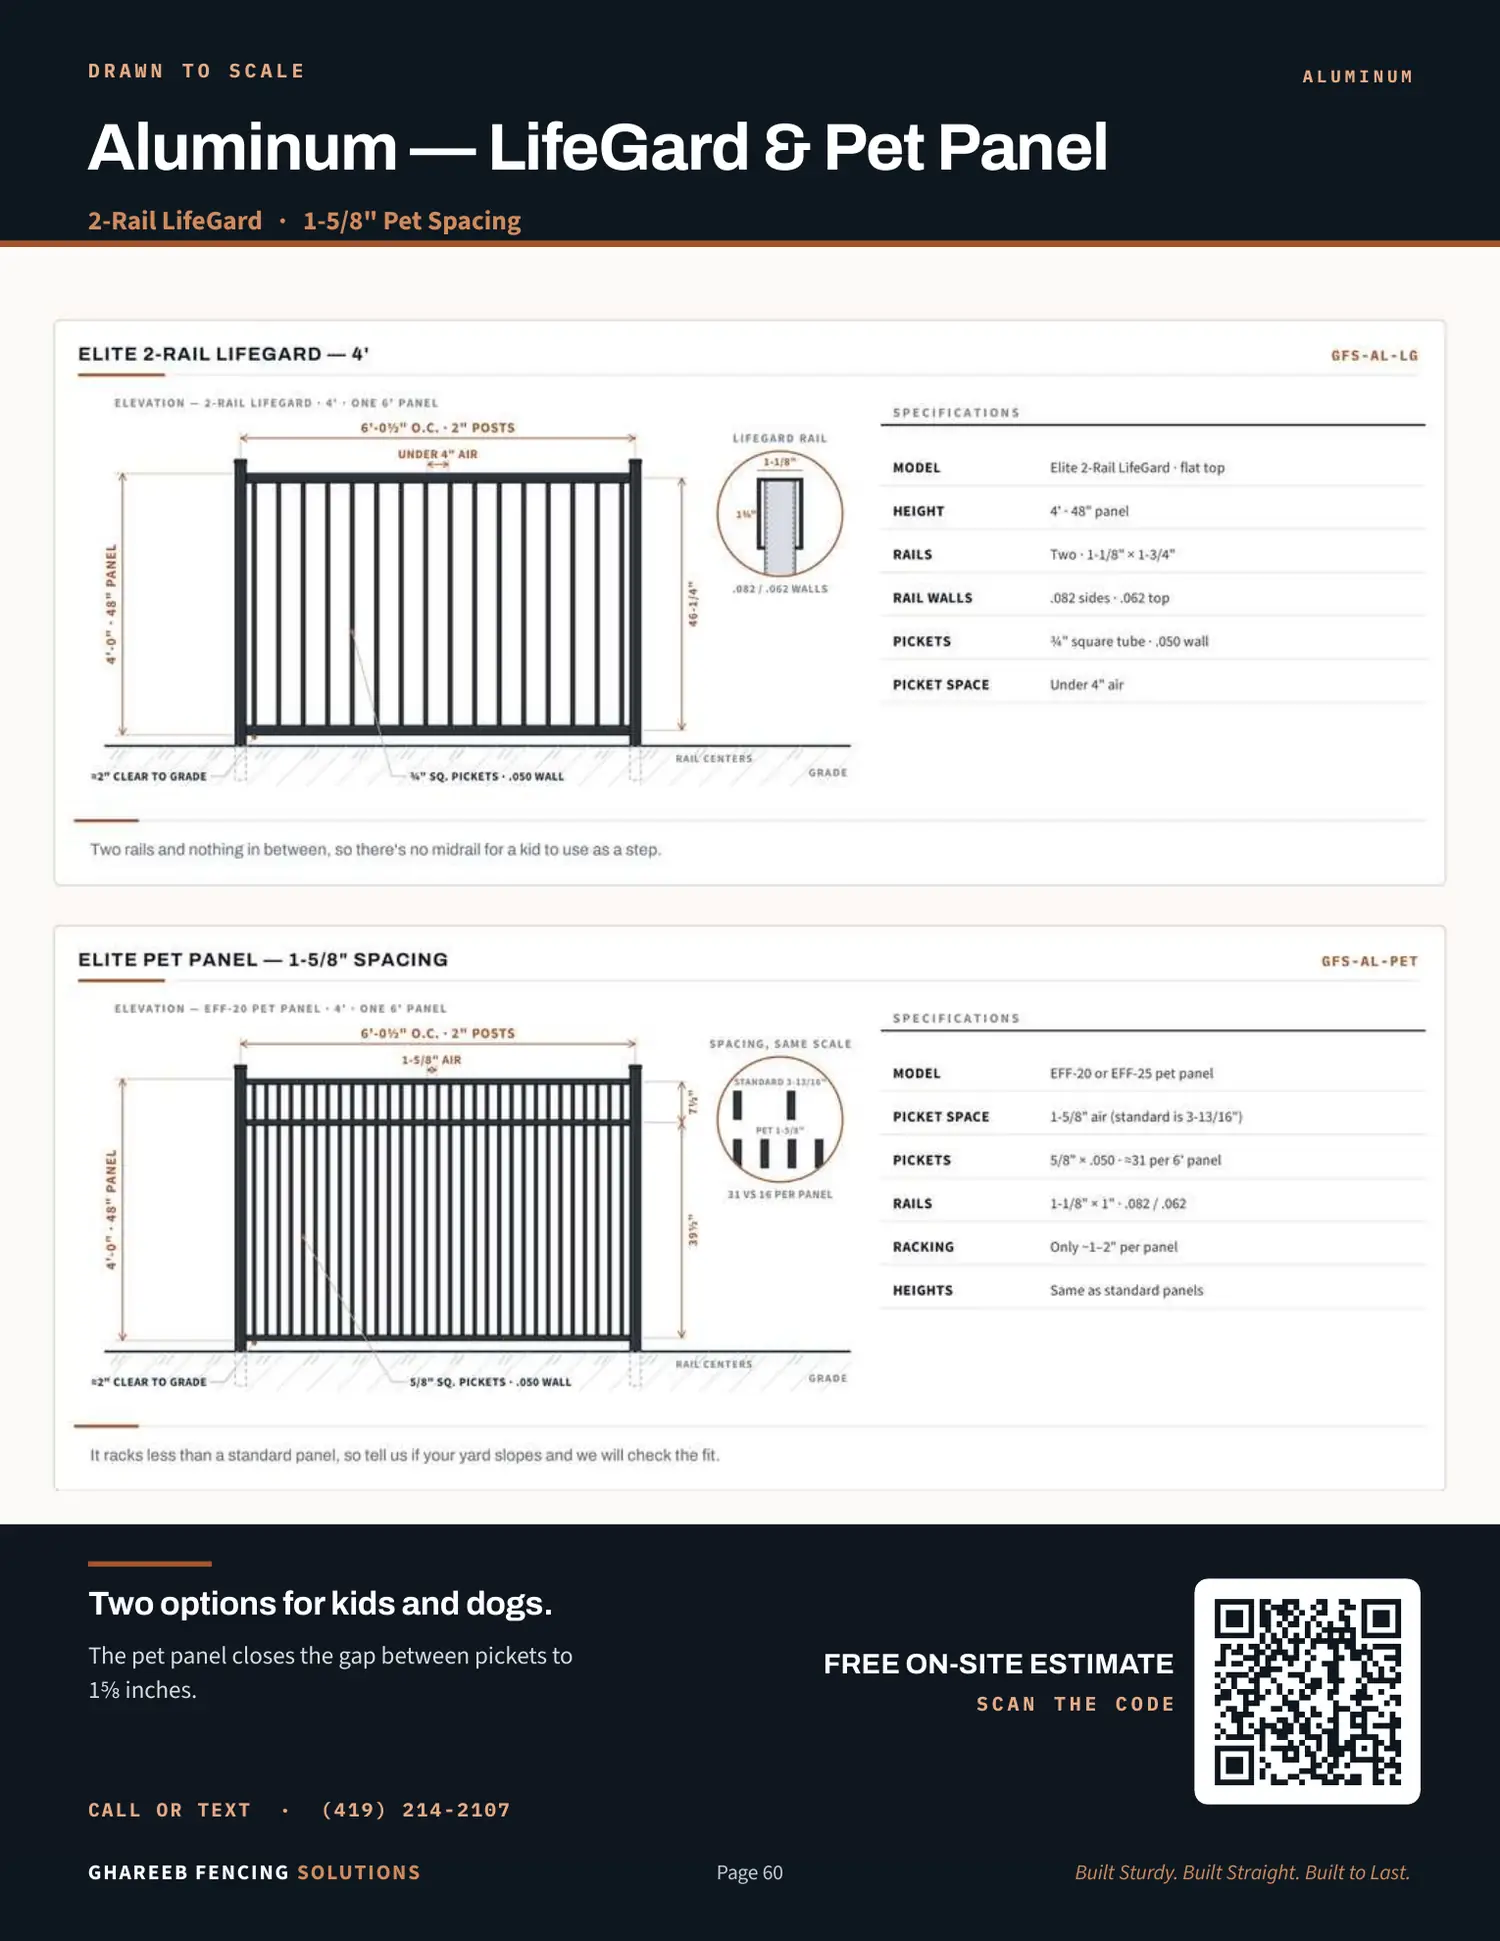 DRAWN TO SCALE
ALUMINUM
Aluminum — LifeGard & Pet Panel
2-Rail LifeGard · 1-5/8" Pet Spacing
ELITE 2-RAIL LIFEGARD — 4'
GFS-AL-LG
ELEVATION — 2-RAIL LIFEGARD · 4' · ONE 6' PANEL
6'-0½" O.C. · 2" POSTS
UNDER 4" AIR
4'-0" · 48" PANEL
46-1/4"
LIFEGARD RAIL
1-1/8"
1¾"
.082 / .062 WALLS
RAIL CENTERS
GRADE
≈2" CLEAR TO GRADE
¾" SQ. PICKETS · .050 WALL
SPECIFICATIONS
MODEL Elite 2-Rail LifeGard · flat top
HEIGHT 4' · 48" panel
RAILS Two · 1-1/8" × 1-3/4"
RAIL WALLS .082 sides · .062 top
PICKETS ¾" square tube · .050 wall
PICKET SPACE Under 4" air
Two rails and nothing in between, so there's no midrail for a kid to use as a step.
ELITE PET PANEL — 1-5/8" SPACING
GFS-AL-PET
ELEVATION — EFF-20 PET PANEL · 4' · ONE 6' PANEL
6'-0½" O.C. · 2" POSTS
1-5/8" AIR
4'-0" · 48" PANEL
7½"
39½"
SPACING, SAME SCALE
STANDARD 3-13/16"
PET 1-5/8"
31 VS 16 PER PANEL
RAIL CENTERS
GRADE
≈2" CLEAR TO GRADE
5/8" SQ. PICKETS · .050 WALL
SPECIFICATIONS
MODEL EFF-20 or EFF-25 pet panel
PICKET SPACE 1-5/8" air (standard is 3-13/16")
PICKETS 5/8" × .050 · ≈31 per 6' panel
RAILS 1-1/8" × 1" · .082 / .062
RACKING Only ~1–2" per panel
HEIGHTS Same as standard panels
It racks less than a standard panel, so tell us if your yard slopes and we will check the fit.
Two options for kids and dogs.
The pet panel closes the gap between pickets to
1⅝ inches.
FREE ON-SITE ESTIMATE
SCAN THE CODE
CALL OR TEXT · (419) 214-2107
GHAREEB FENCING SOLUTIONS
Page 60
Built Sturdy. Built Straight. Built to Last.